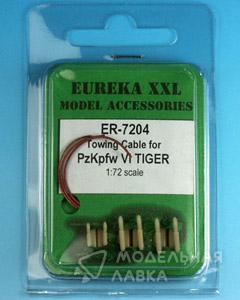 EUREKA XXL
MODEL ACCESSORIES
ER-7204
Towing Cable for
PzKpfw VI TIGER
1:72 scale
МОДЕЛЬНАЯ
ЛАВКА